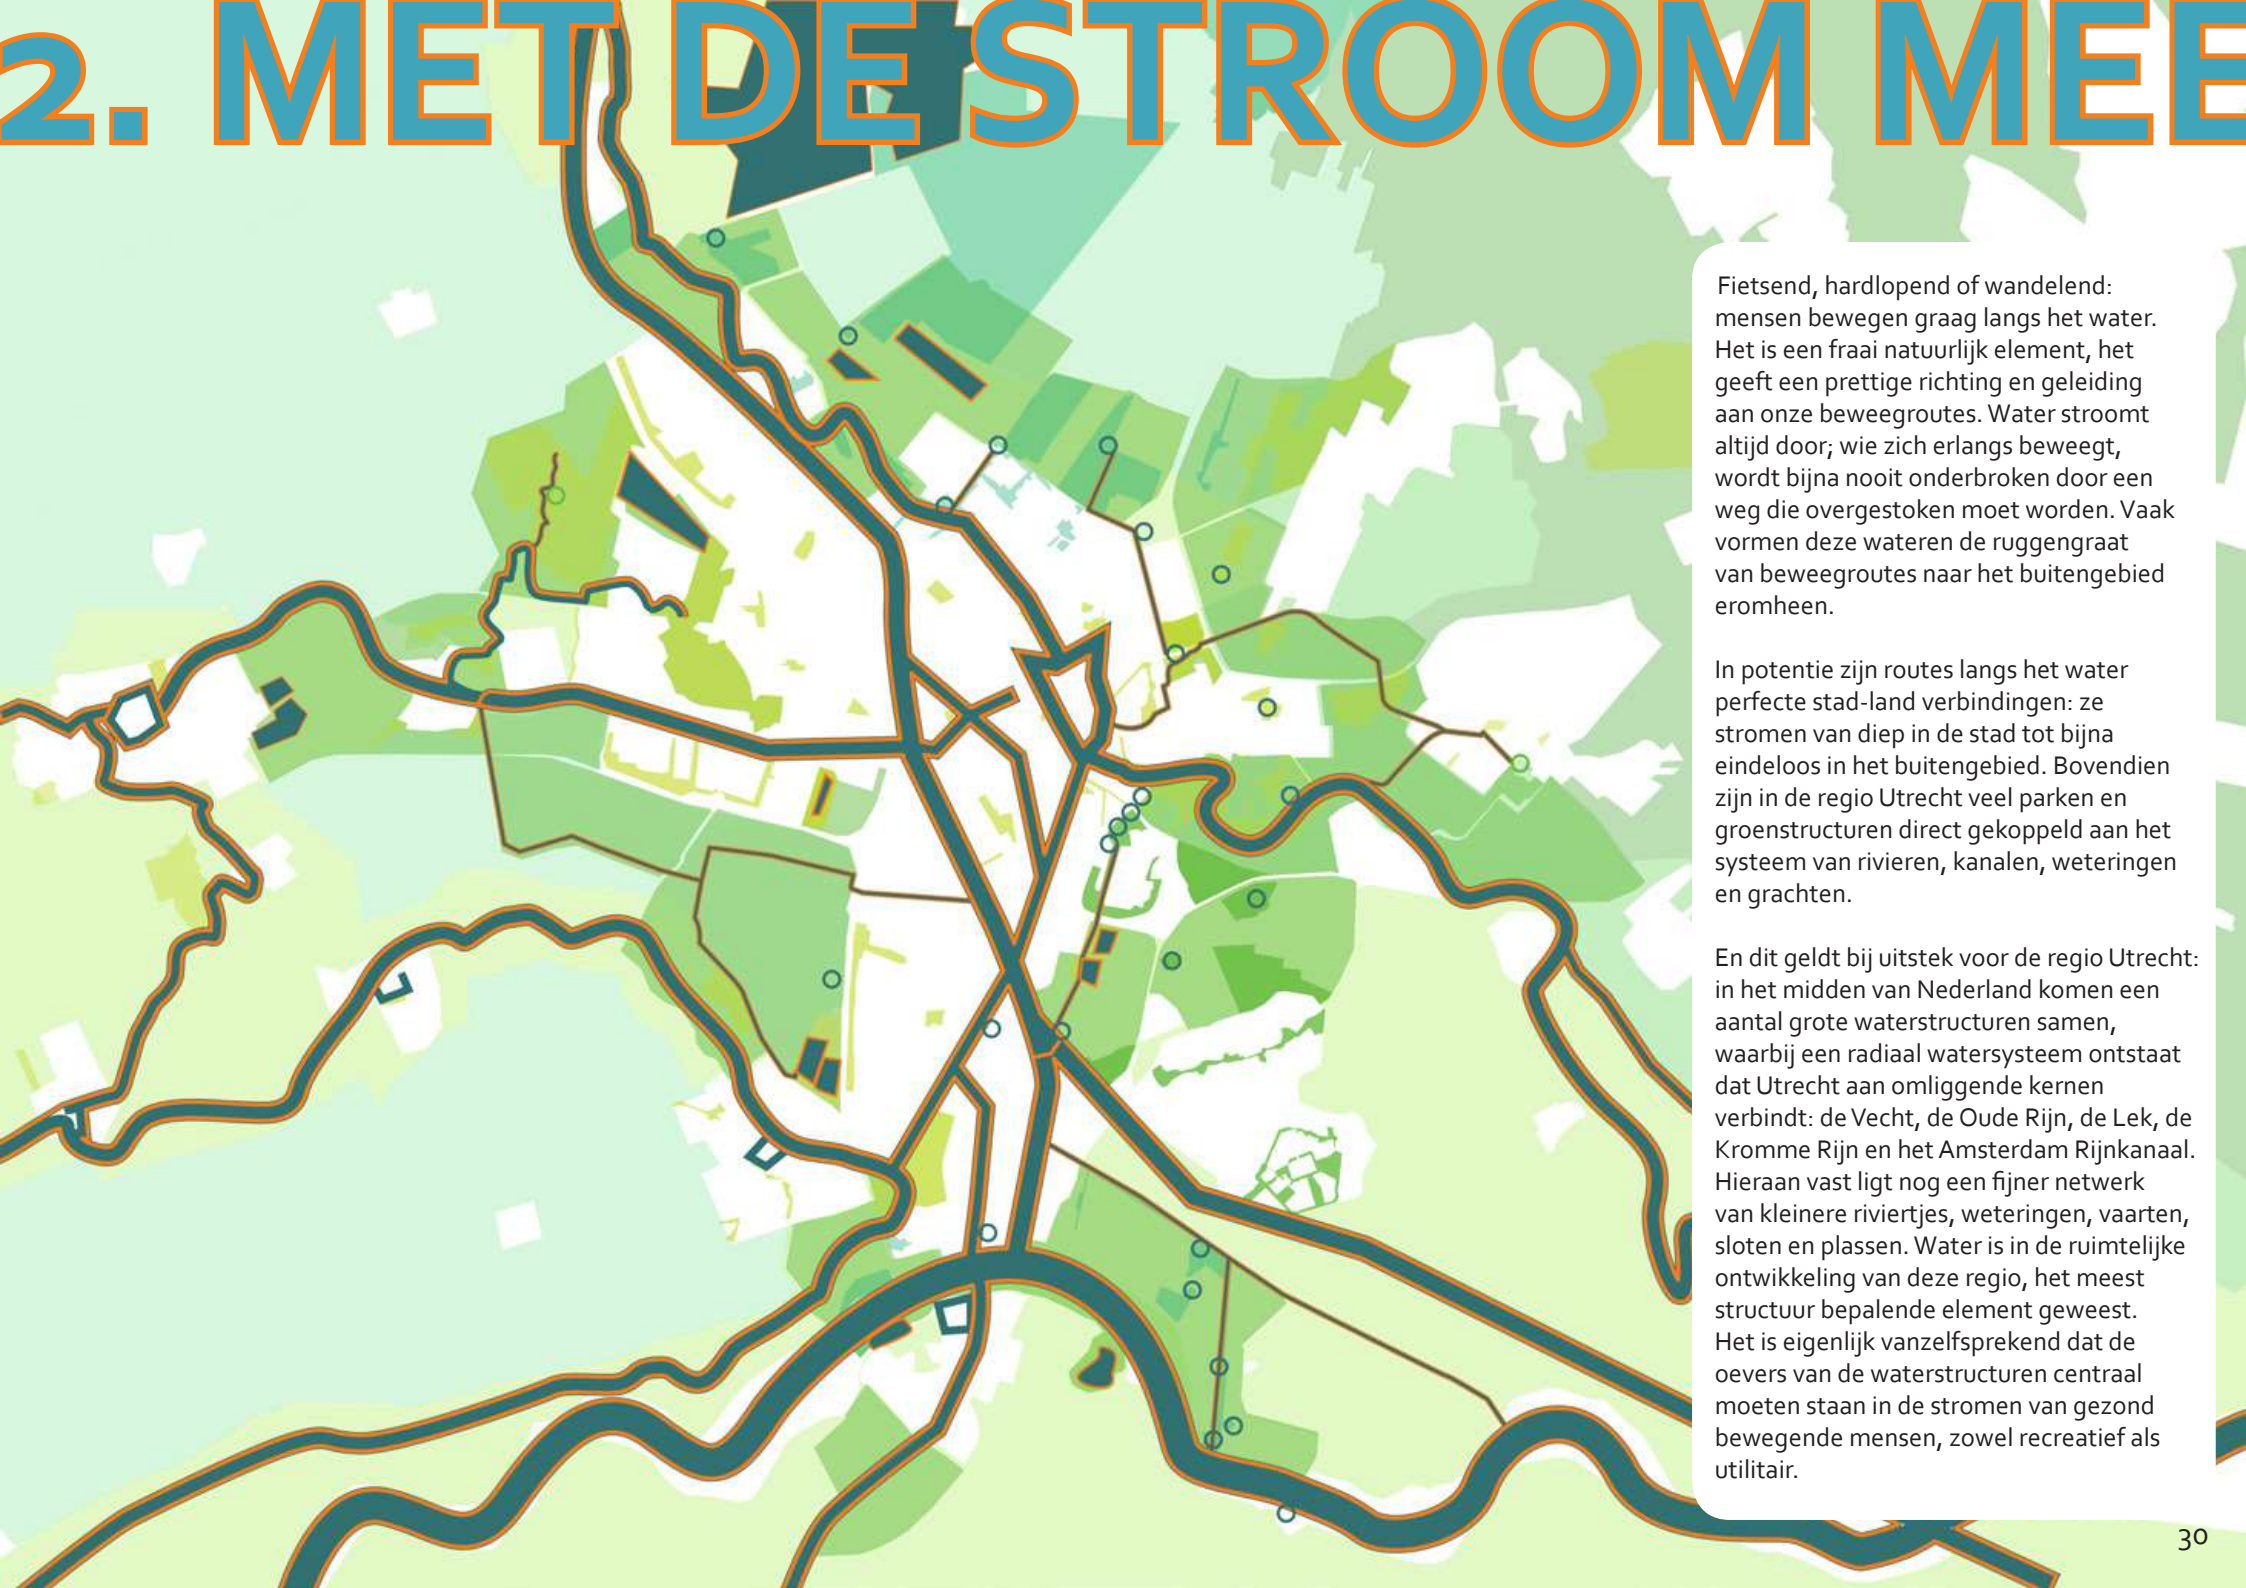 2. MET DE STROOM MEE
Fietsend, hardlopend of wandelend:
mensen bewegen graag langs het water.
Het is een fraai natuurlijk element, het
geeft een prettige richting en geleiding
aan onze beweegroutes. Water stroomt
altijd door; wie zich erlangs beweegt,
wordt bijna nooit onderbroken door een
weg die overgestoken moet worden. Vaak
vormen deze wateren de ruggengraat
van beweegroutes naar het buitengebied
eromheen.
In potentie zijn routes langs het water
perfecte stad-land verbindingen: ze
stromen van diep in de stad tot bijna
eindeloos in het buitengebied. Bovendien
zijn in de regio Utrecht veel parken en
groenstructuren direct gekoppeld aan het
systeem van rivieren, kanalen, weteringen
en grachten.
En dit geldt bij uitstek voor de regio Utrecht:
in het midden van Nederland komen een
aantal grote waterstructuren samen,
waarbij een radiaal watersysteem ontstaat
dat Utrecht aan omliggende kernen
verbindt: de Vecht, de Oude Rijn, de Lek, de
Kromme Rijn en het Amsterdam Rijnkanaal.
Hieraan vast ligt nog een fijner netwerk
van kleinere riviertjes, weteringen, vaarten,
sloten en plassen. Water is in de ruimtelijke
ontwikkeling van deze regio, het meest
structuur bepalende element geweest.
Het is eigenlijk vanzelfsprekend dat de
oevers van de waterstructuren centraal
moeten staan in de stromen van gezond
bewegende mensen, zowel recreatief als
utilitair.
30